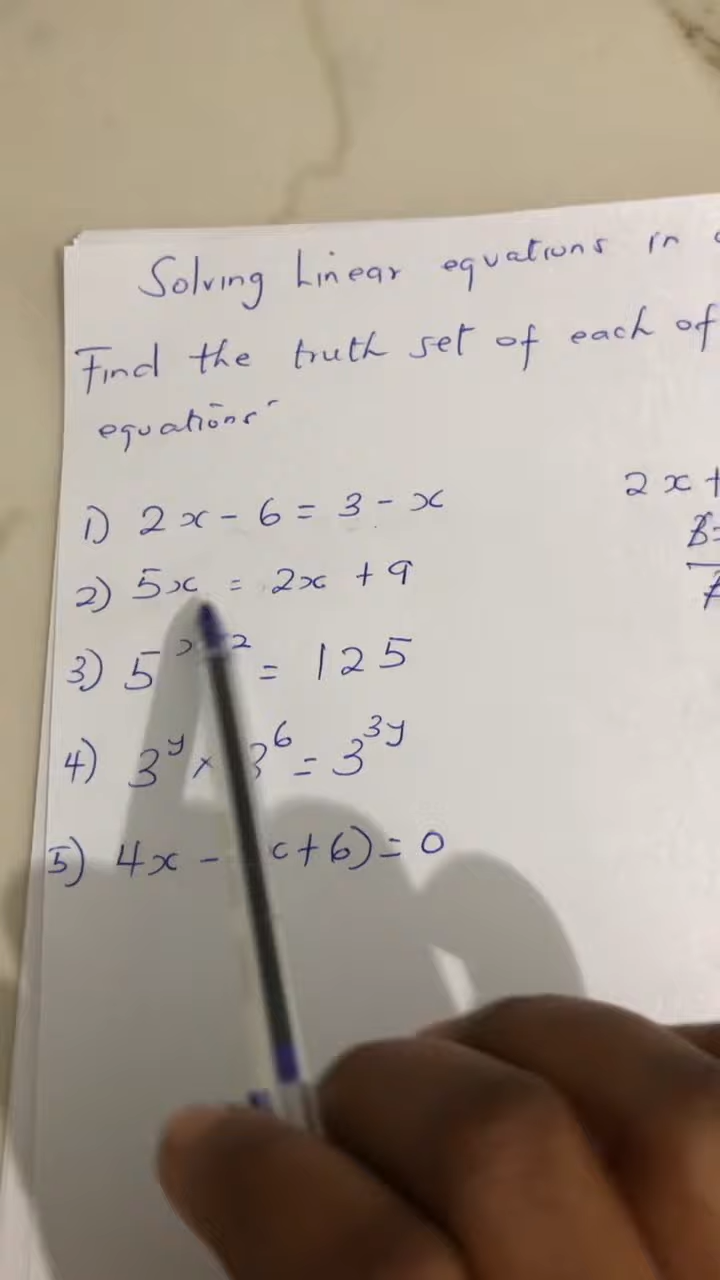 Solving Linear equations in
Find the truth set of each of
equations
1) 2x - 6 = 3 - x
2) 5x = 2x + 9
3) 5 2 = 125
4) 3^y × 3^6 = 3^3y
5) 4x - + 6) = 0
2x +